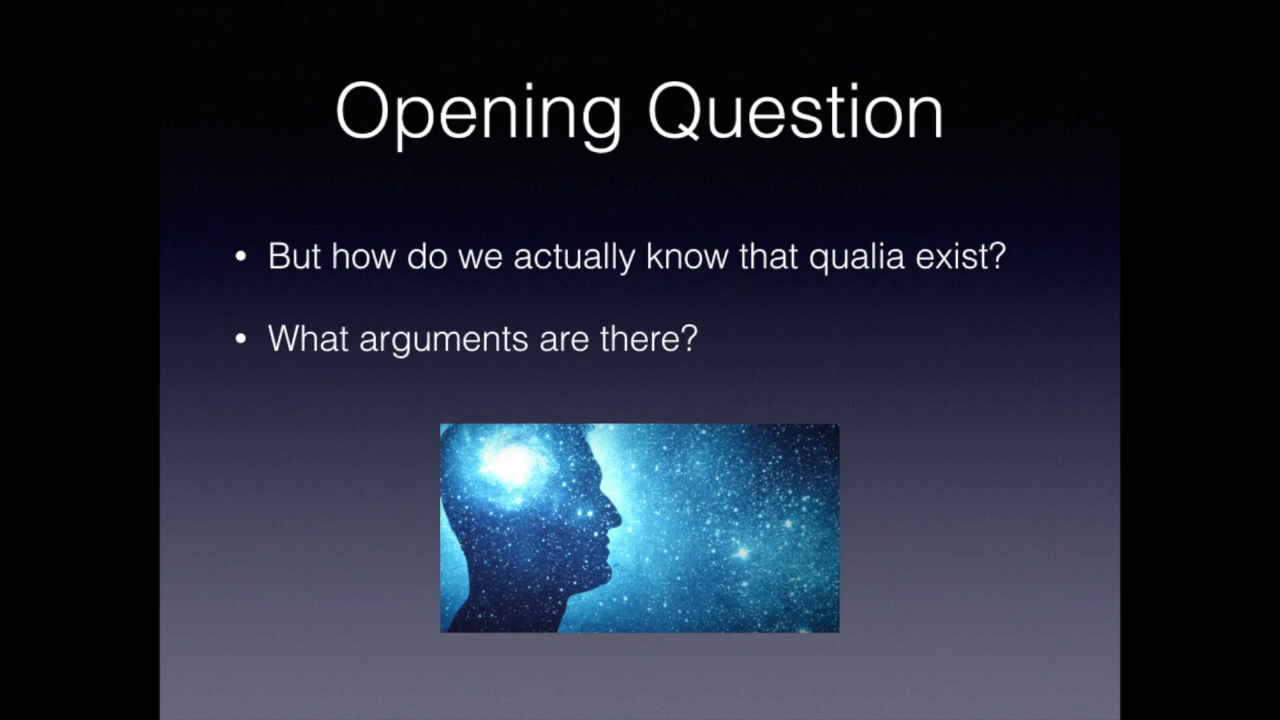 Opening Question
• But how do we actually know that qualia exist?
• What arguments are there?